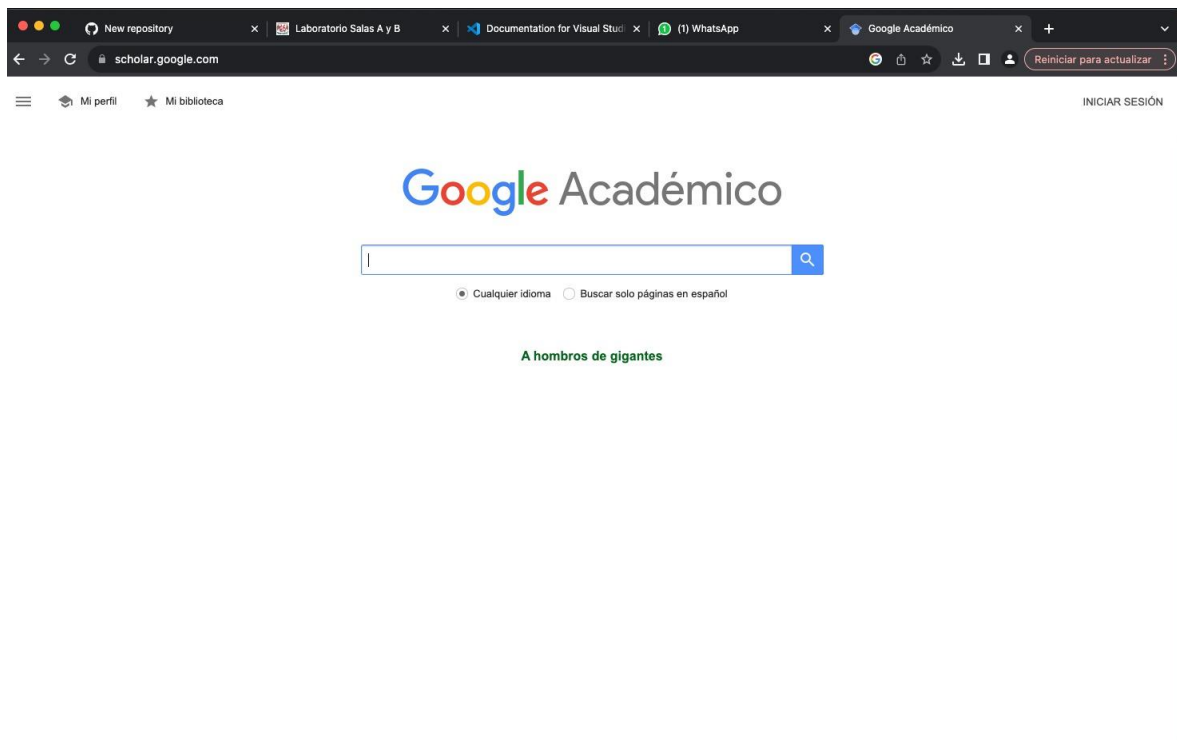 New repository
Laboratorio Salas A y B
Documentation for Visual Stud
(1) WhatsApp
Google Académico
scholar.google.com
Reiniciar para actualizar
Mi perfil
Mi biblioteca
INICIAR SESIÓN
Google Académico
Cualquier idioma
Buscar solo páginas en español
A hombros de gigantes